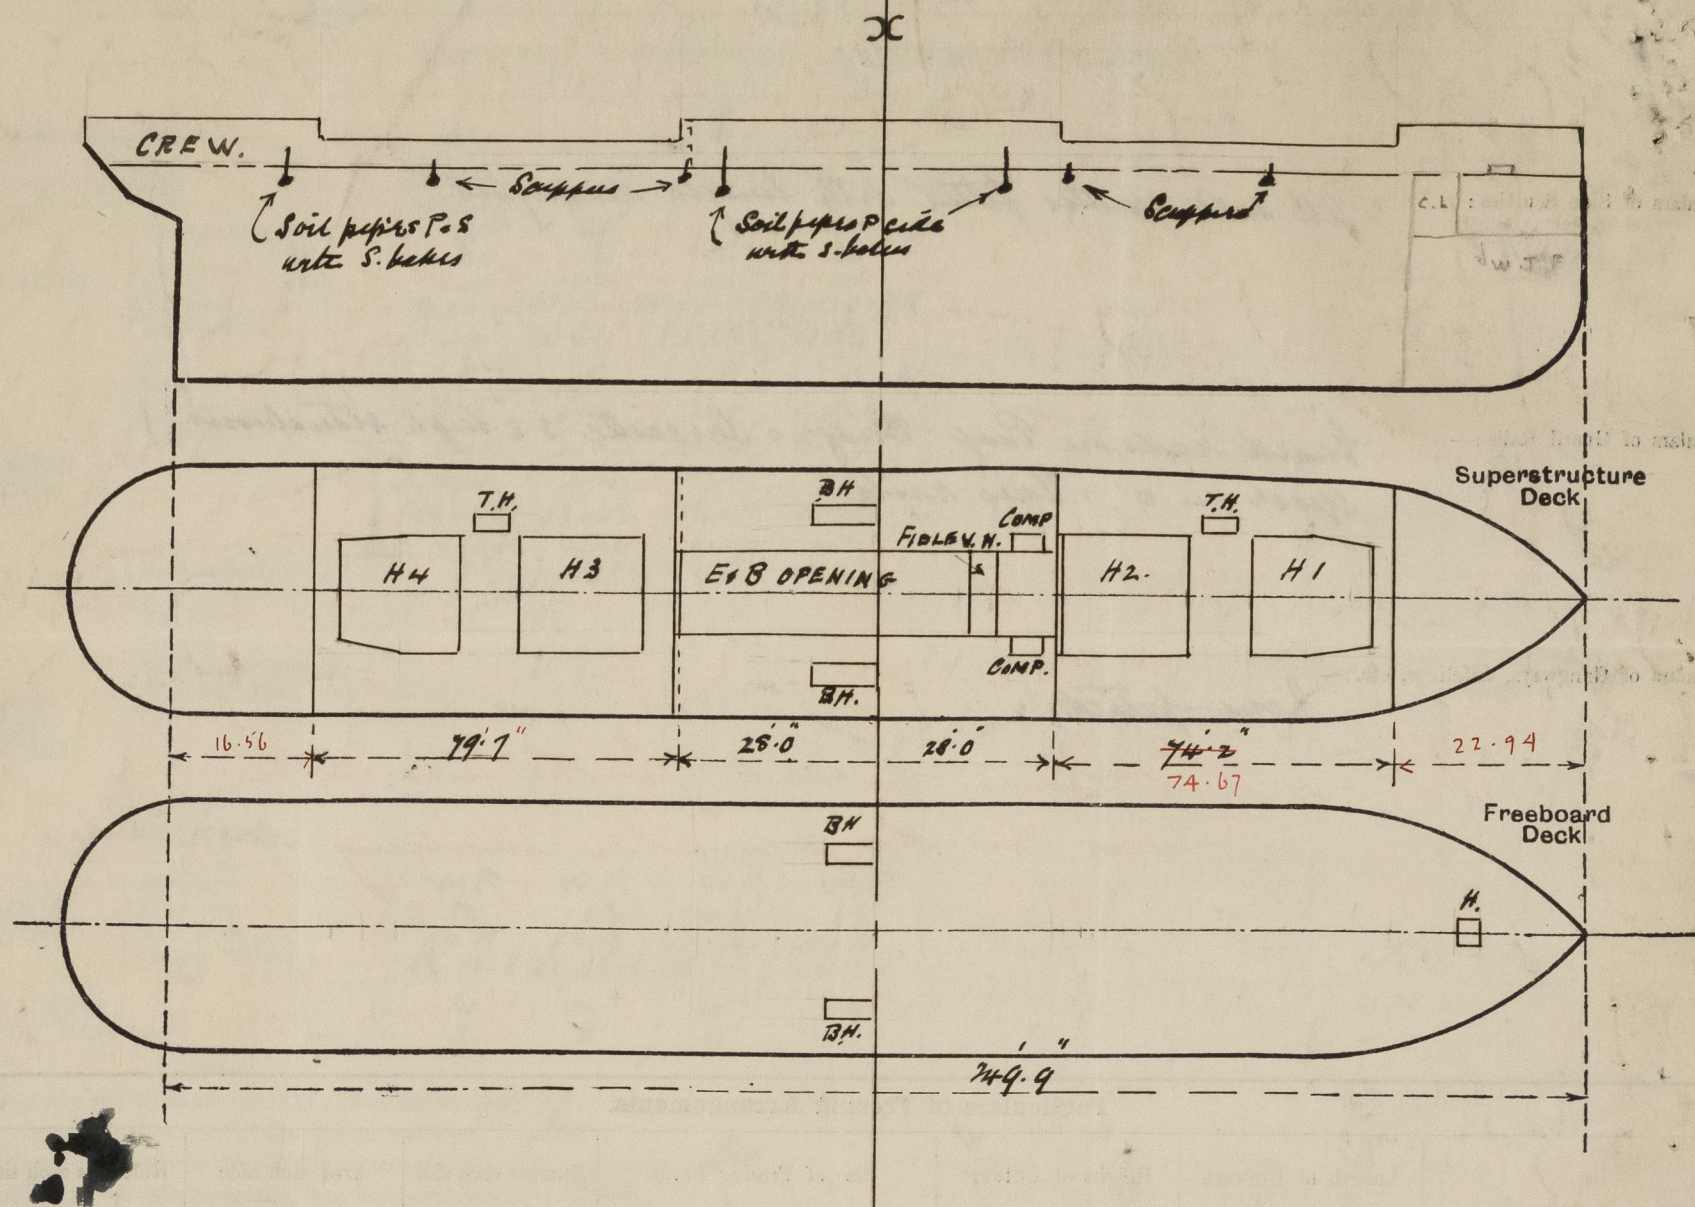 CREW.
Scuppers
Soil pipes P & S
with S. valves
Soil pipes P side
with S. valves
Scuppers
Superstructure
Deck
T.H.
BH
COMP
T.H.
FIDLEY.
H4
H3
E & B OPENING
H2.
H1
BH.
COMP.
16.56
79'.7"
28'.0"
28'.0"
74'.2"
74.67
22.94
Freeboard
Deck
BH
H.
B.H.
249'.9"